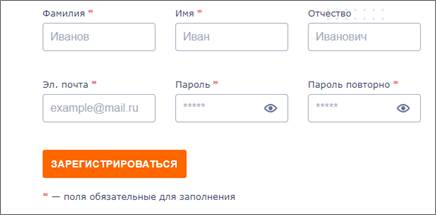 Фамилия * Имя * Отчество
Иванов Иван Иванович
Эл. почта * Пароль * Пароль повторно *
example@mail.ru ***** *****
ЗАРЕГИСТРИРОВАТЬСЯ
* — поля обязательные для заполнения